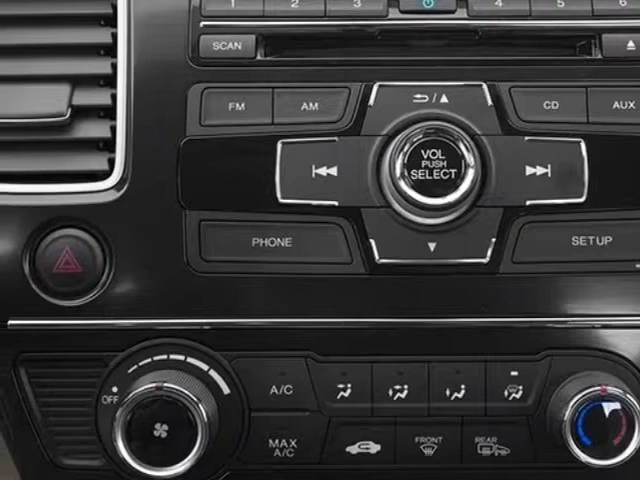 1 2 3 4 5 6
SCAN
FM AM CD AUX
VOL
PUSH
SELECT
PHONE SETUP
OFF A/C
MAX
A/C
FRONT REAR